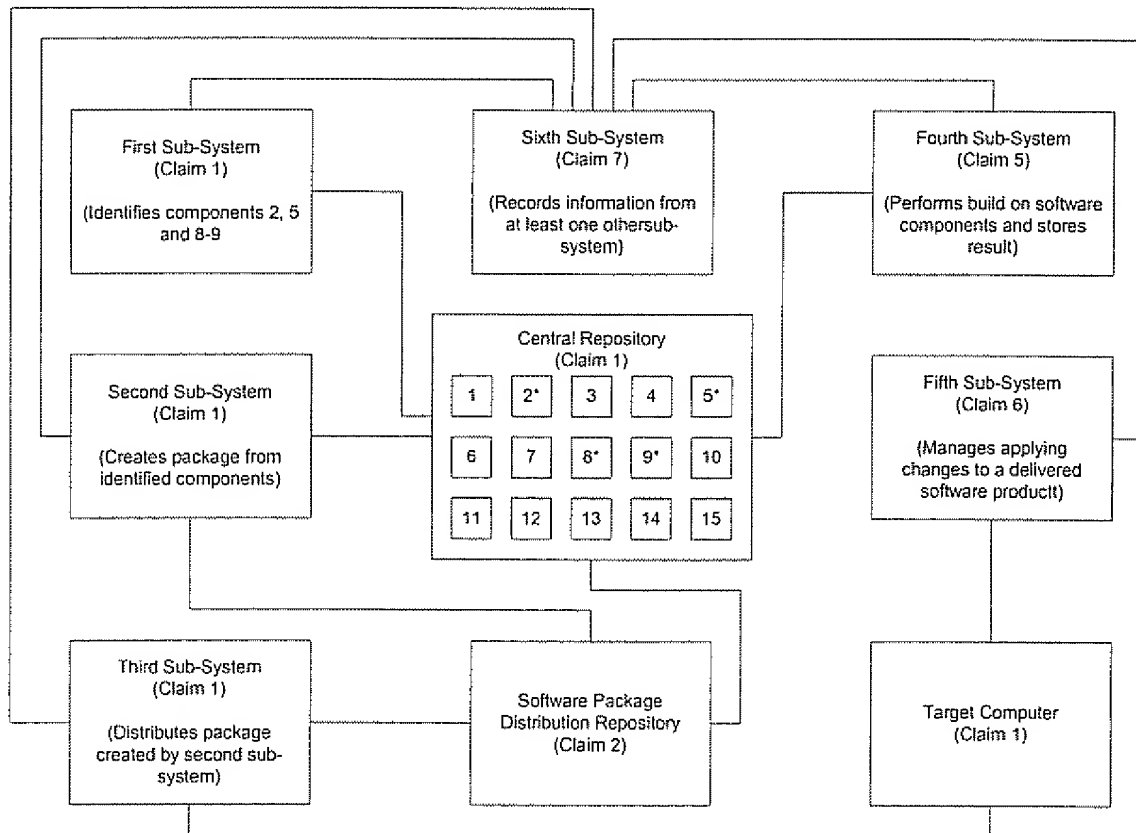 First Sub-System
(Claim 1)
(Identifies components 2, 5
and 8-9
Sixth Sub-System
(Claim 7)
(Records information from
at least one othersub-
system)
Fourth Sub-System
(Claim 5)
(Performs build on software
components and stores
result)
Second Sub-System
(Claim 1)
(Creates package from
identified components)
Central Repository
(Claim 1)
1 2* 3 4 5*
6 7 8* 9* 10
11 12 13 14 15
Fifth Sub-System
(Claim 6)
(Manages applying
changes to a delivered
software productt)
Third Sub-System
(Claim 1)
(Distributes package
created by second sub-
system)
Software Package
Distribution Repository
(Claim 2)
Target Computer
(Claim 1)